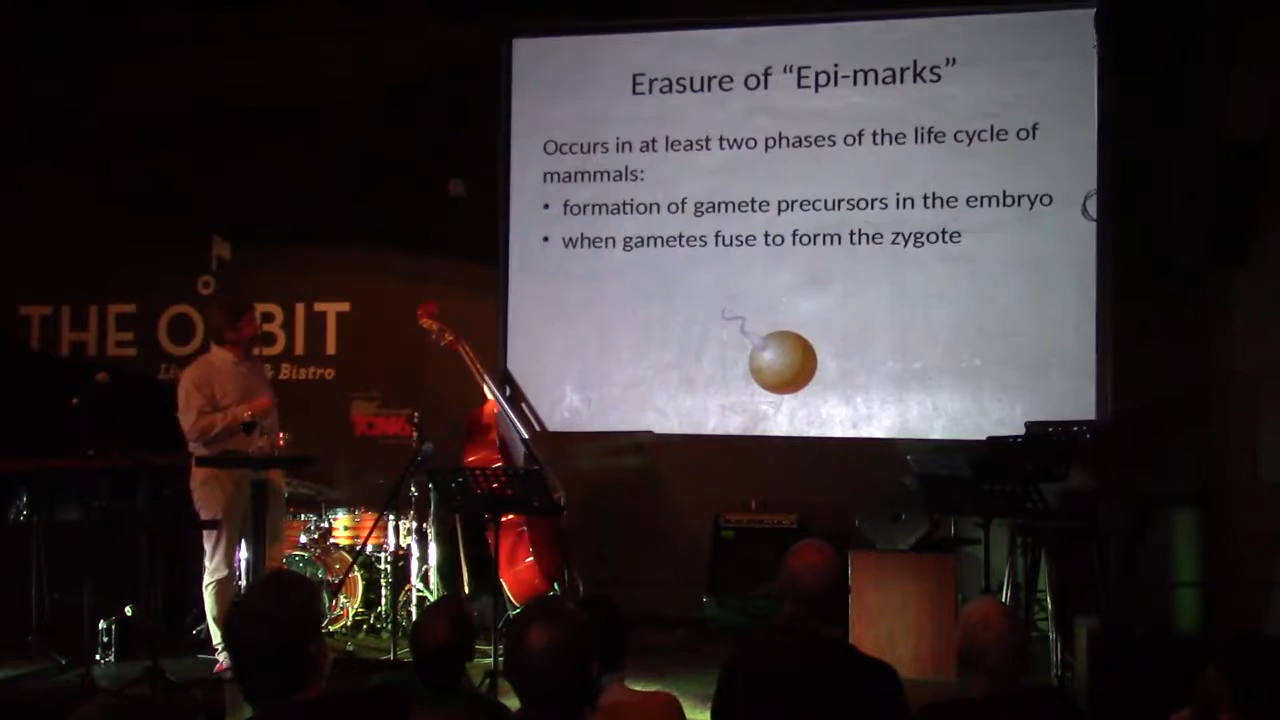 Erasure of “Epi-marks”
Occurs in at least two phases of the life cycle of
mammals:
• formation of gamete precursors in the embryo
• when gametes fuse to form the zygote
THE O BIT
& Bistro